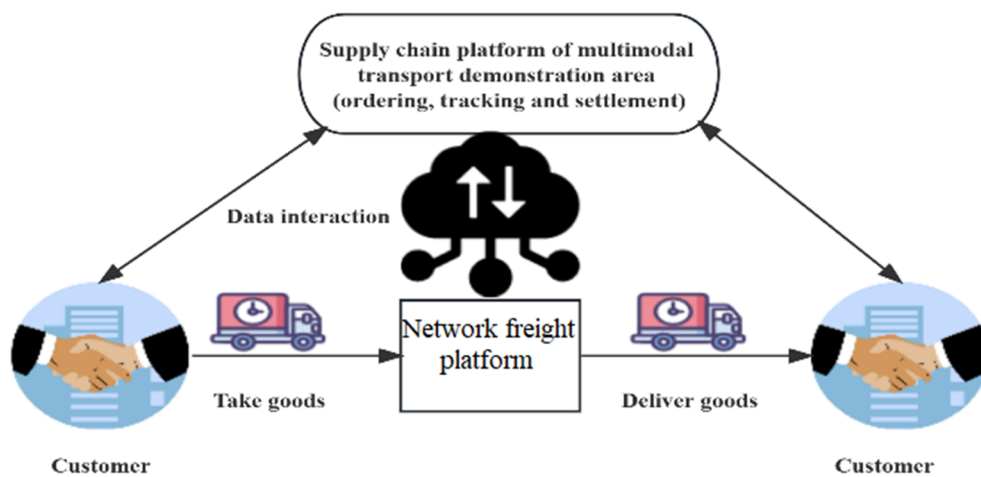 Supply chain platform of multimodal
transport demonstration area
(ordering, tracking and settlement)
Data interaction
Network freight
platform
Take goods
Deliver goods
Customer
Customer